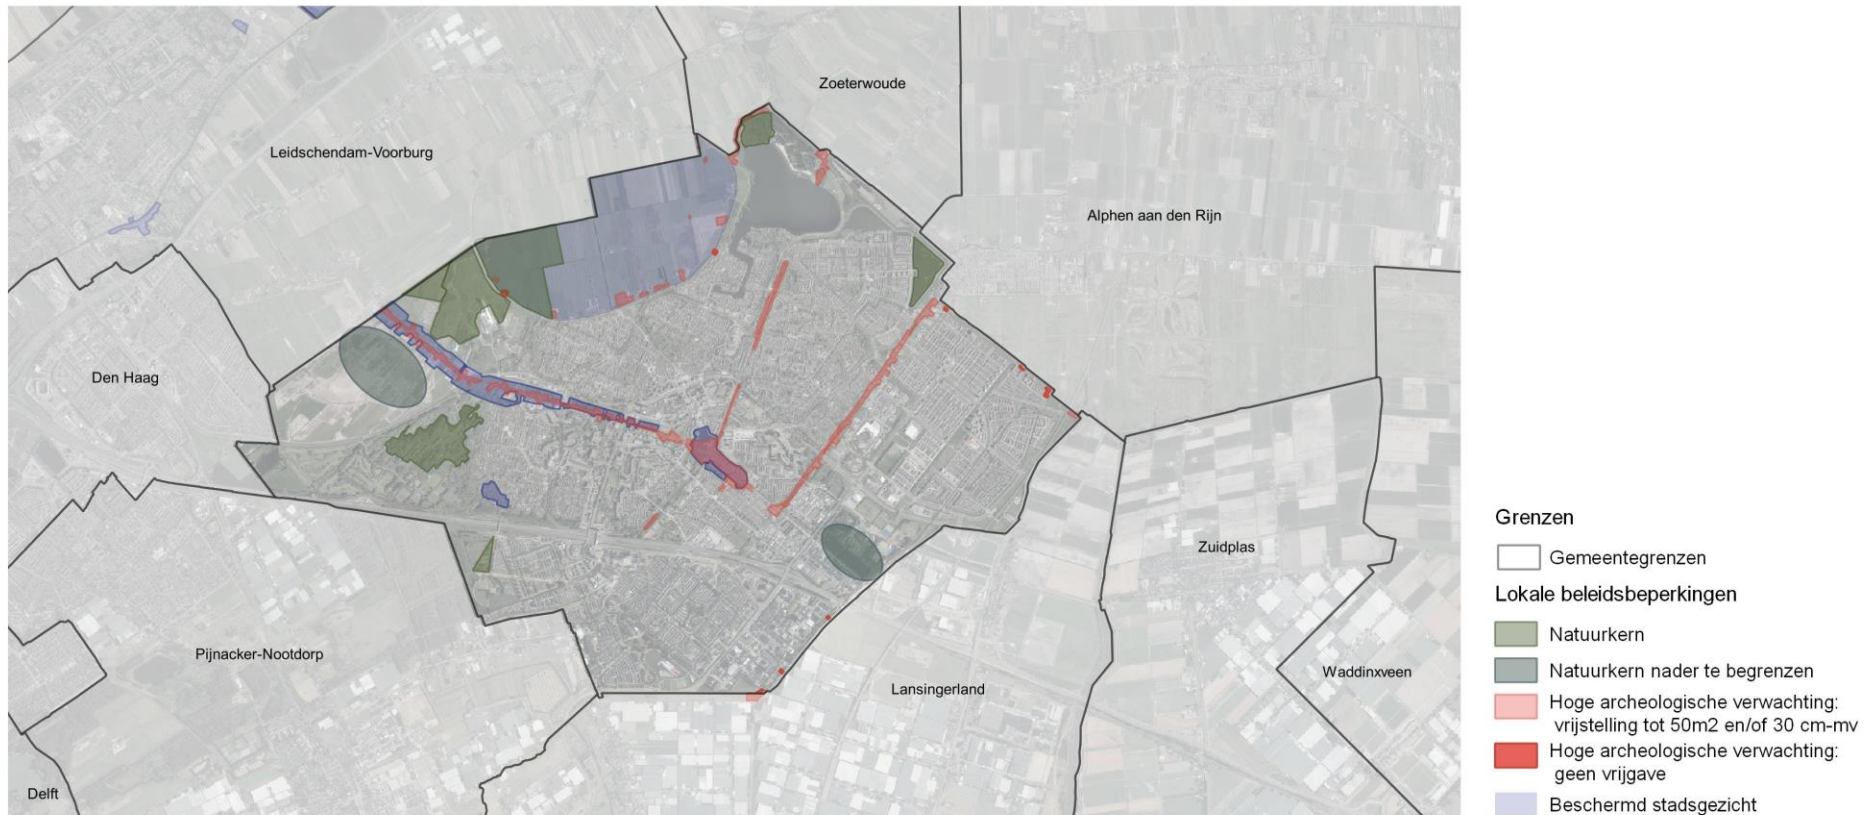 Zoeterwoude
Leidschendam-Voorburg
Alphen aan den Rijn
Den Haag
Zuidplas
Pijnacker-Nootdorp
Waddinxveen
Lansingerland
Delft
Grenzen
Gemeentegrenzen
Lokale beleidsbeperkingen
Natuurkern
Natuurkern nader te begrenzen
Hoge archeologische verwachting:
vrijstelling tot 50m2 en/of 30 cm-mv
Hoge archeologische verwachting:
geen vrijgave
Beschermd stadsgezicht